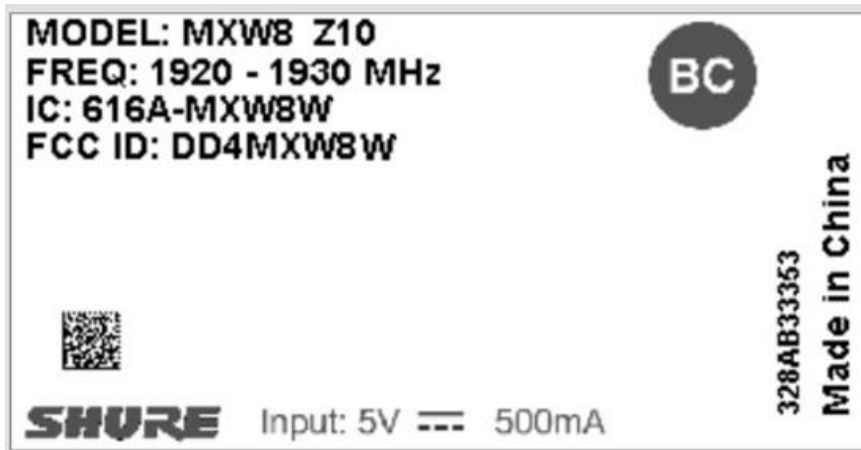 MODEL: MXW8 Z10
FREQ: 1920 - 1930 MHz
IC: 616A-MXW8W
FCC ID: DD4MXW8W
BC
328AB33353
Made in China
SHURE Input: 5V 500mA